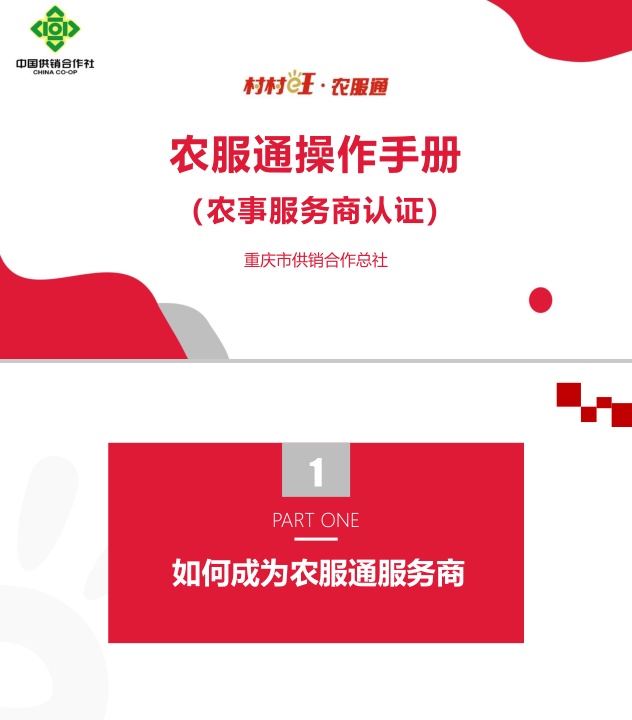 中国供销合作社
CHINA CO-OP
村村e旺·农服通
农服通操作手册
（农事服务商认证）
重庆市供销合作总社
1
PART ONE
如何成为农服通服务商